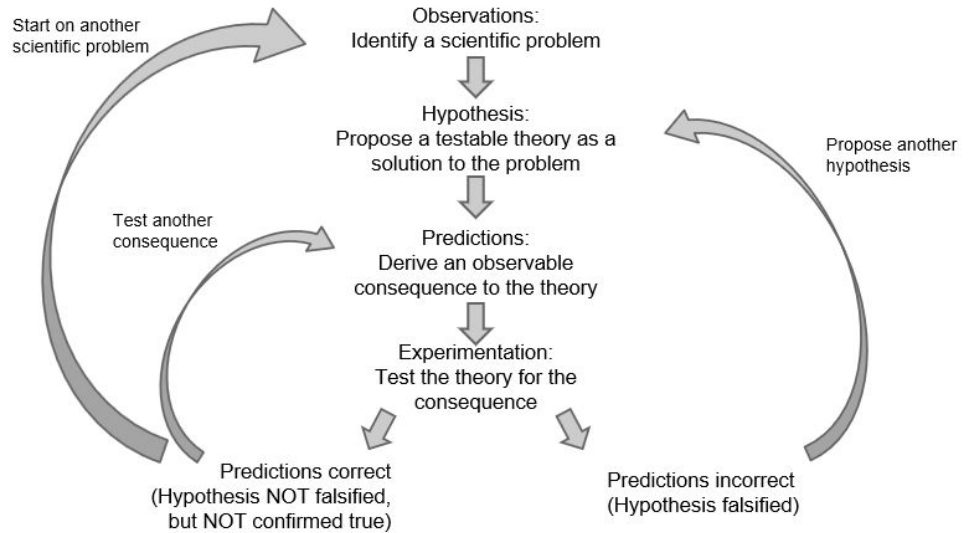 Start on another
scientific problem
Observations:
Identify a scientific problem
Hypothesis:
Propose a testable theory as a
solution to the problem
Propose another
hypothesis
Test another
consequence
Predictions:
Derive an observable
consequence to the theory
Experimentation:
Test the theory for the
consequence
Predictions correct
(Hypothesis NOT falsified,
but NOT confirmed true)
Predictions incorrect
(Hypothesis falsified)